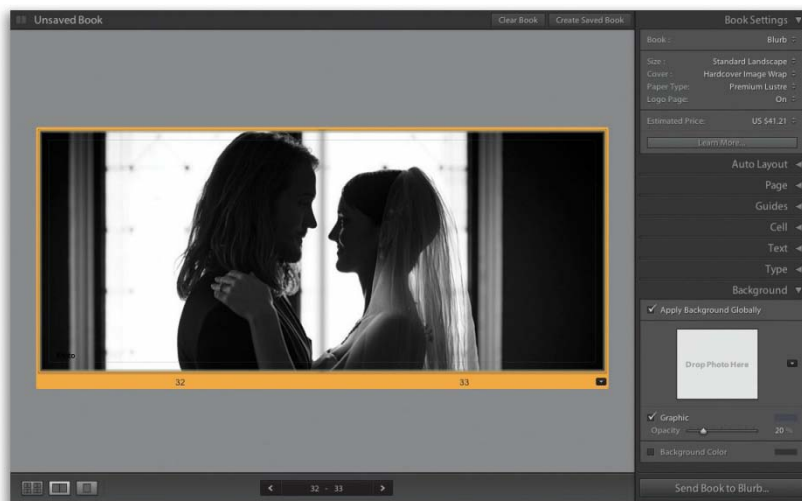 Unsaved Book
Clear Book
Create Saved Book
Book Settings
Book : Blurb
Size : Standard Landscape
Cover : Hardcover Image Wrap
Paper Type: Premium Lustre
Logo Page: On
Estimated Price: US $41.21
Learn More...
Auto Layout
Page
Guides
Cell
Text
Type
Background
Apply Background Globally
Drop Photo Here
Graphic
Opacity 20 %
Background Color
32 33
32 - 33
Send Book to Blurb...